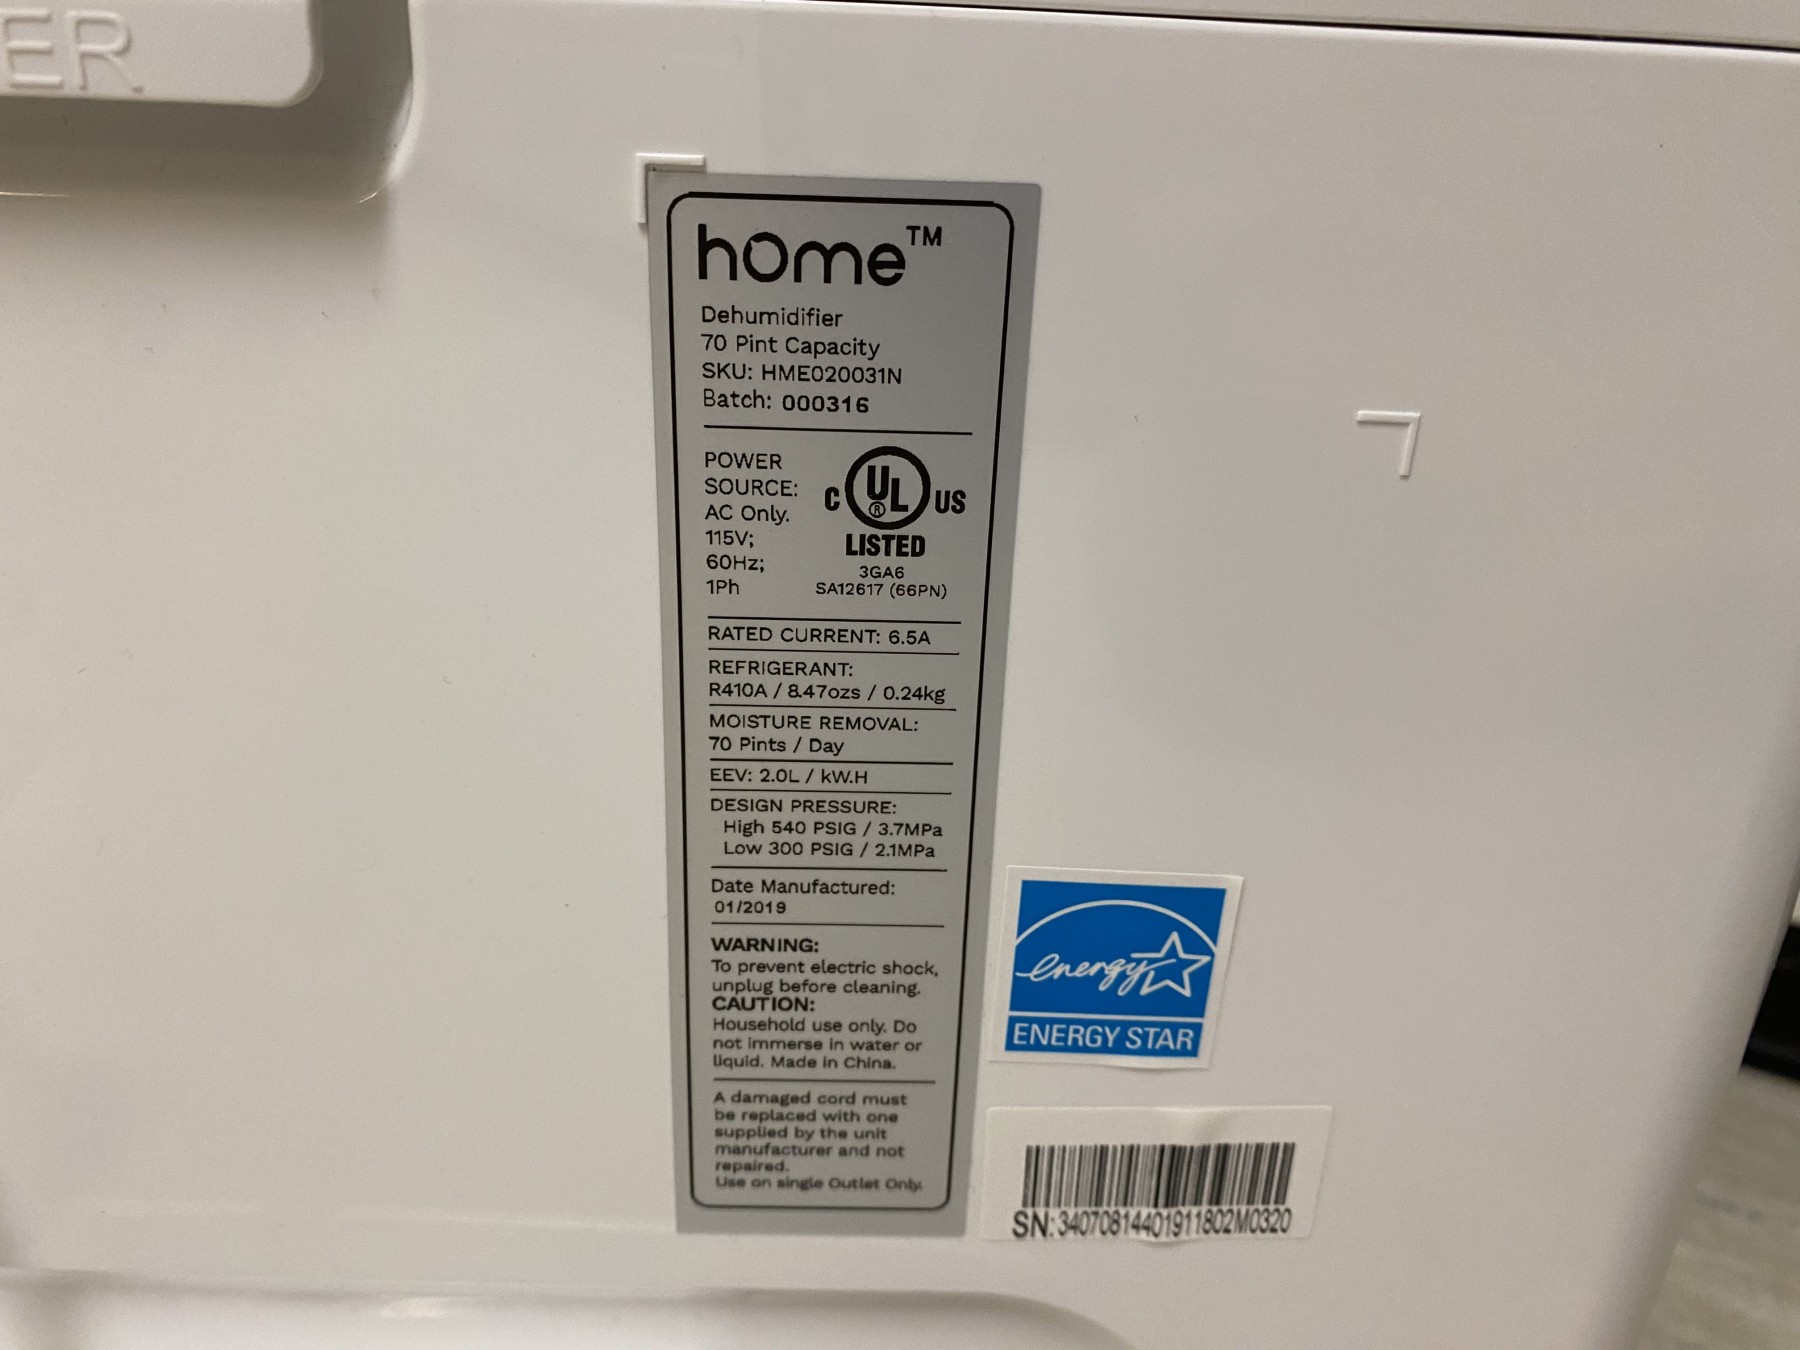 ER
home™
Dehumidifier
70 Pint Capacity
SKU: HME020031N
Batch: 000316
POWER
SOURCE:
AC Only.
115V;
60Hz;
1Ph
C UL® US
LISTED
3GA6
SA12617 (66PN)
RATED CURRENT: 6.5A
REFRIGERANT:
R410A / 8.47ozs / 0.24kg
MOISTURE REMOVAL:
70 Pints / Day
EEV: 2.0L / kW.H
DESIGN PRESSURE:
High 540 PSIG / 3.7MPa
Low 300 PSIG / 2.1MPa
Date Manufactured:
01/2019
WARNING:
To prevent electric shock,
unplug before cleaning.
CAUTION:
Household use only. Do
not immerse in water or
liquid. Made in China.
A damaged cord must
be replaced with one
supplied by the unit
manufacturer and not
repaired.
Use on single Outlet Only.
energy
ENERGY STAR
SN:34070814401911802M0320